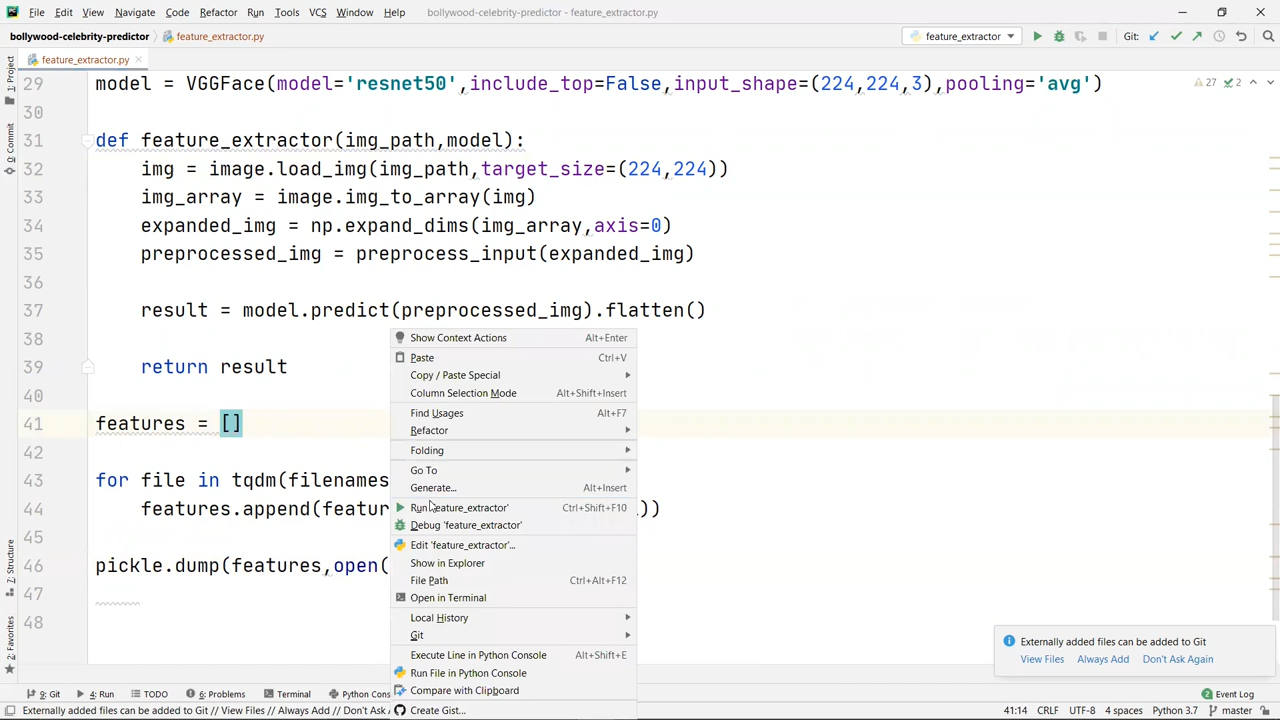 File Edit View Navigate Code Refactor Run Tools VCS Window Help bollywood-celebrity-predictor - feature_extractor.py
bollywood-celebrity-predictor feature_extractor.py feature_extractor Git:
feature_extractor.py
1: Project
0: Commit
7: Structure
2: Favorites
27 2
29 model = VGGFace(model='resnet50',include_top=False,input_shape=(224,224,3),pooling='avg')
30
31 def feature_extractor(img_path,model):
32 img = image.load_img(img_path,target_size=(224,224))
33 img_array = image.img_to_array(img)
34 expanded_img = np.expand_dims(img_array,axis=0)
35 preprocessed_img = preprocess_input(expanded_img)
36
37 result = model.predict(preprocessed_img).flatten()
38
39 return result
40
41 features = []
42
43 for file in tqdm(filenames
44 features.append(featur ))
45
46 pickle.dump(features,open(
47
48
Show Context Actions Alt+Enter
Paste Ctrl+V
Copy / Paste Special
Column Selection Mode Alt+Shift+Insert
Find Usages Alt+F7
Refactor
Folding
Go To
Generate... Alt+Insert
Run 'feature_extractor' Ctrl+Shift+F10
Debug 'feature_extractor'
Edit 'feature_extractor'...
Show in Explorer
File Path Ctrl+Alt+F12
Open in Terminal
Local History
Git
Execute Line in Python Console Alt+Shift+E
Run File in Python Console
Compare with Clipboard
Create Gist...
Externally added files can be added to Git
View Files Always Add Don't Ask Again
9: Git 4: Run TODO 6: Problems Terminal Python Cons Event Log
Externally added files can be added to Git // View Files // Always Add // Don't Ask 41:14 CRLF UTF-8 4 spaces Python 3.7 master